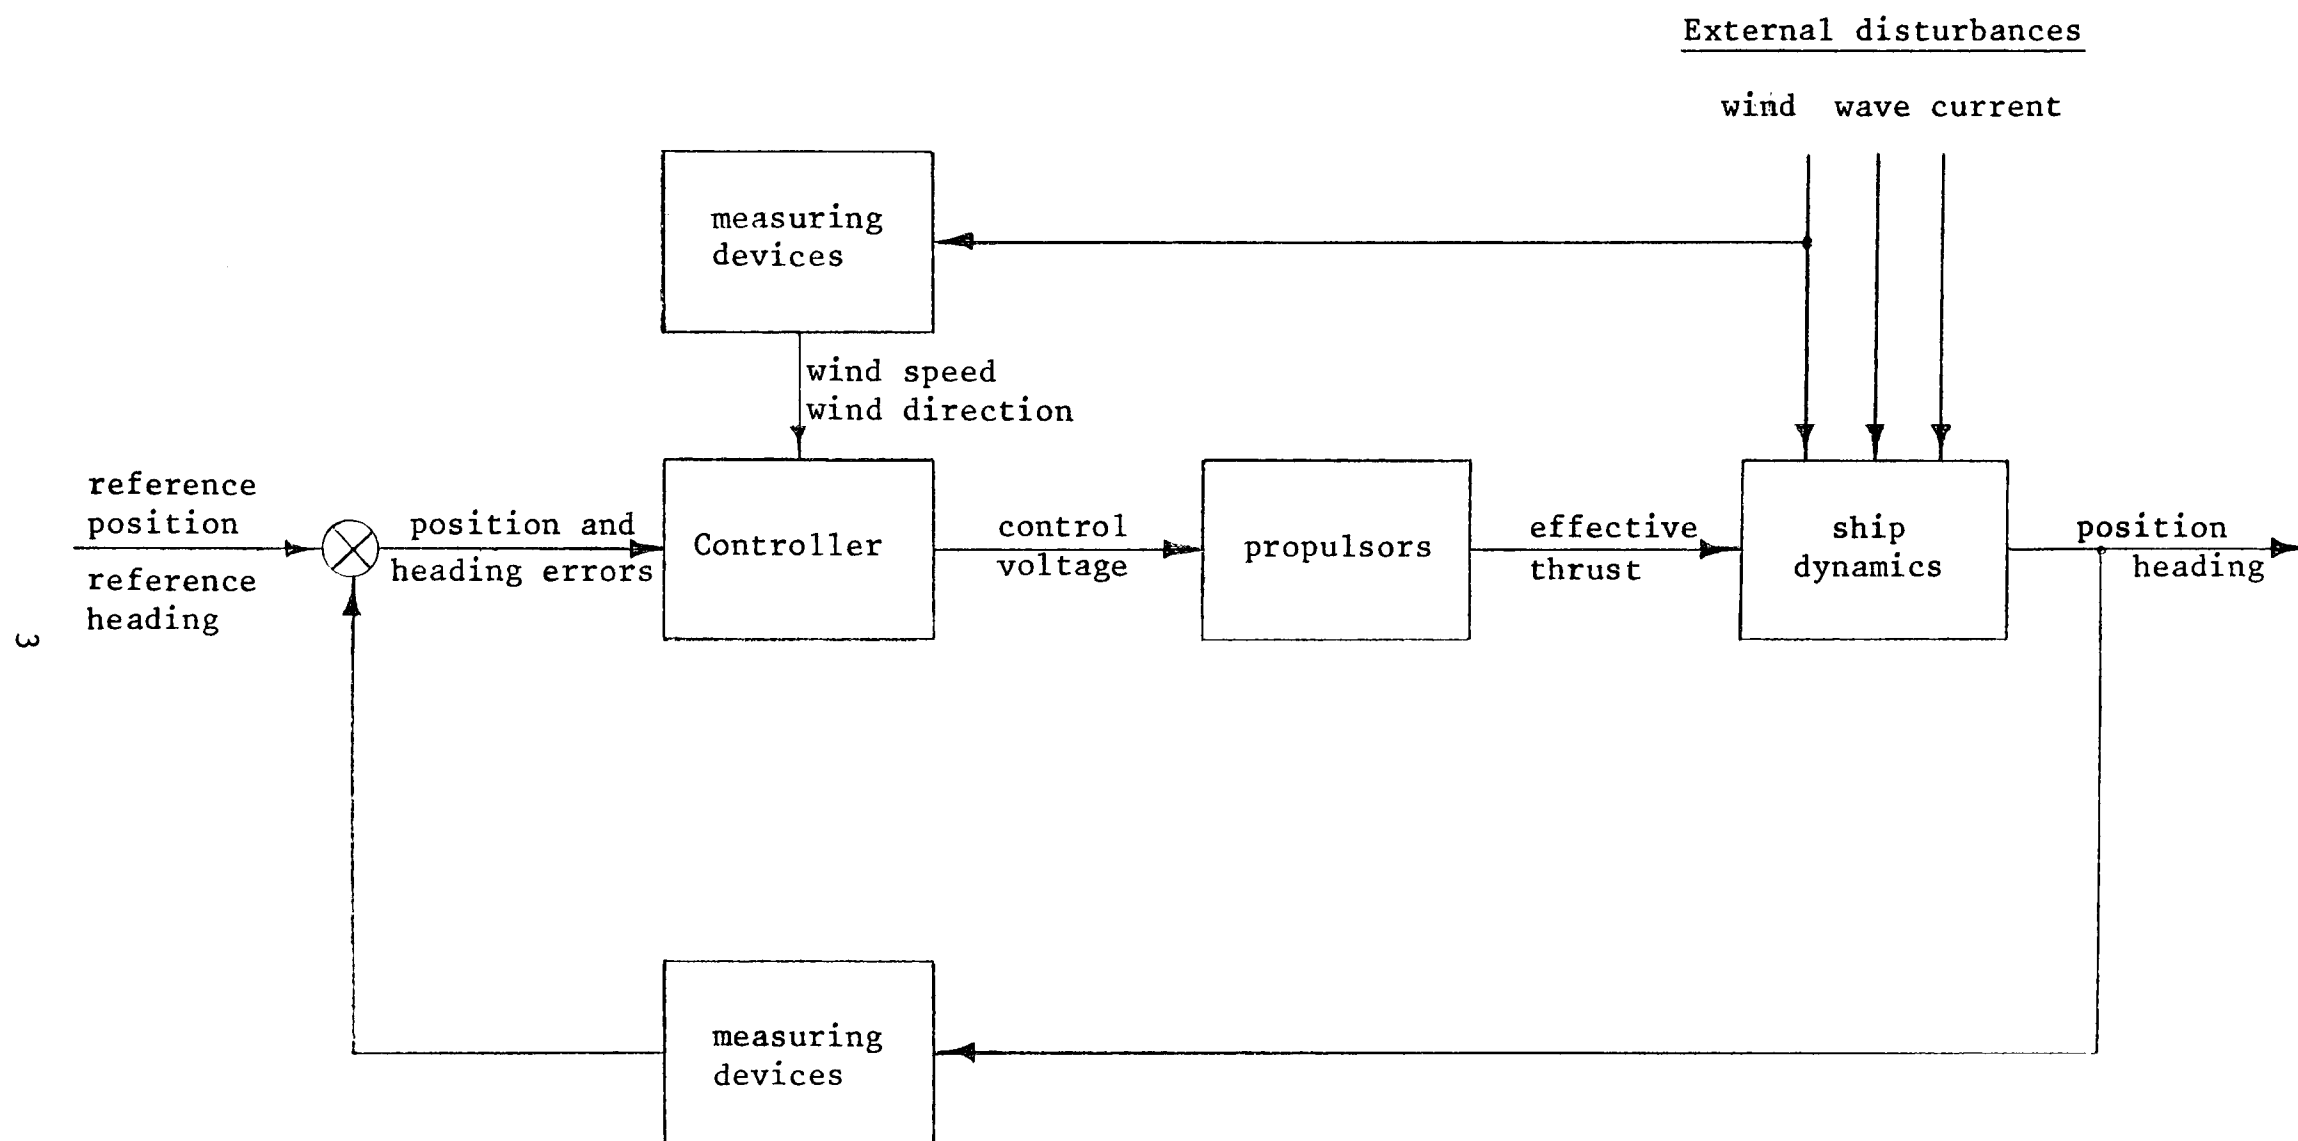 External disturbances
wind wave current
measuring
devices
wind speed
wind direction
reference
position
reference
heading
position and
heading errors
Controller
control
voltage
propulsors
effective
thrust
ship
dynamics
position
heading
3
measuring
devices